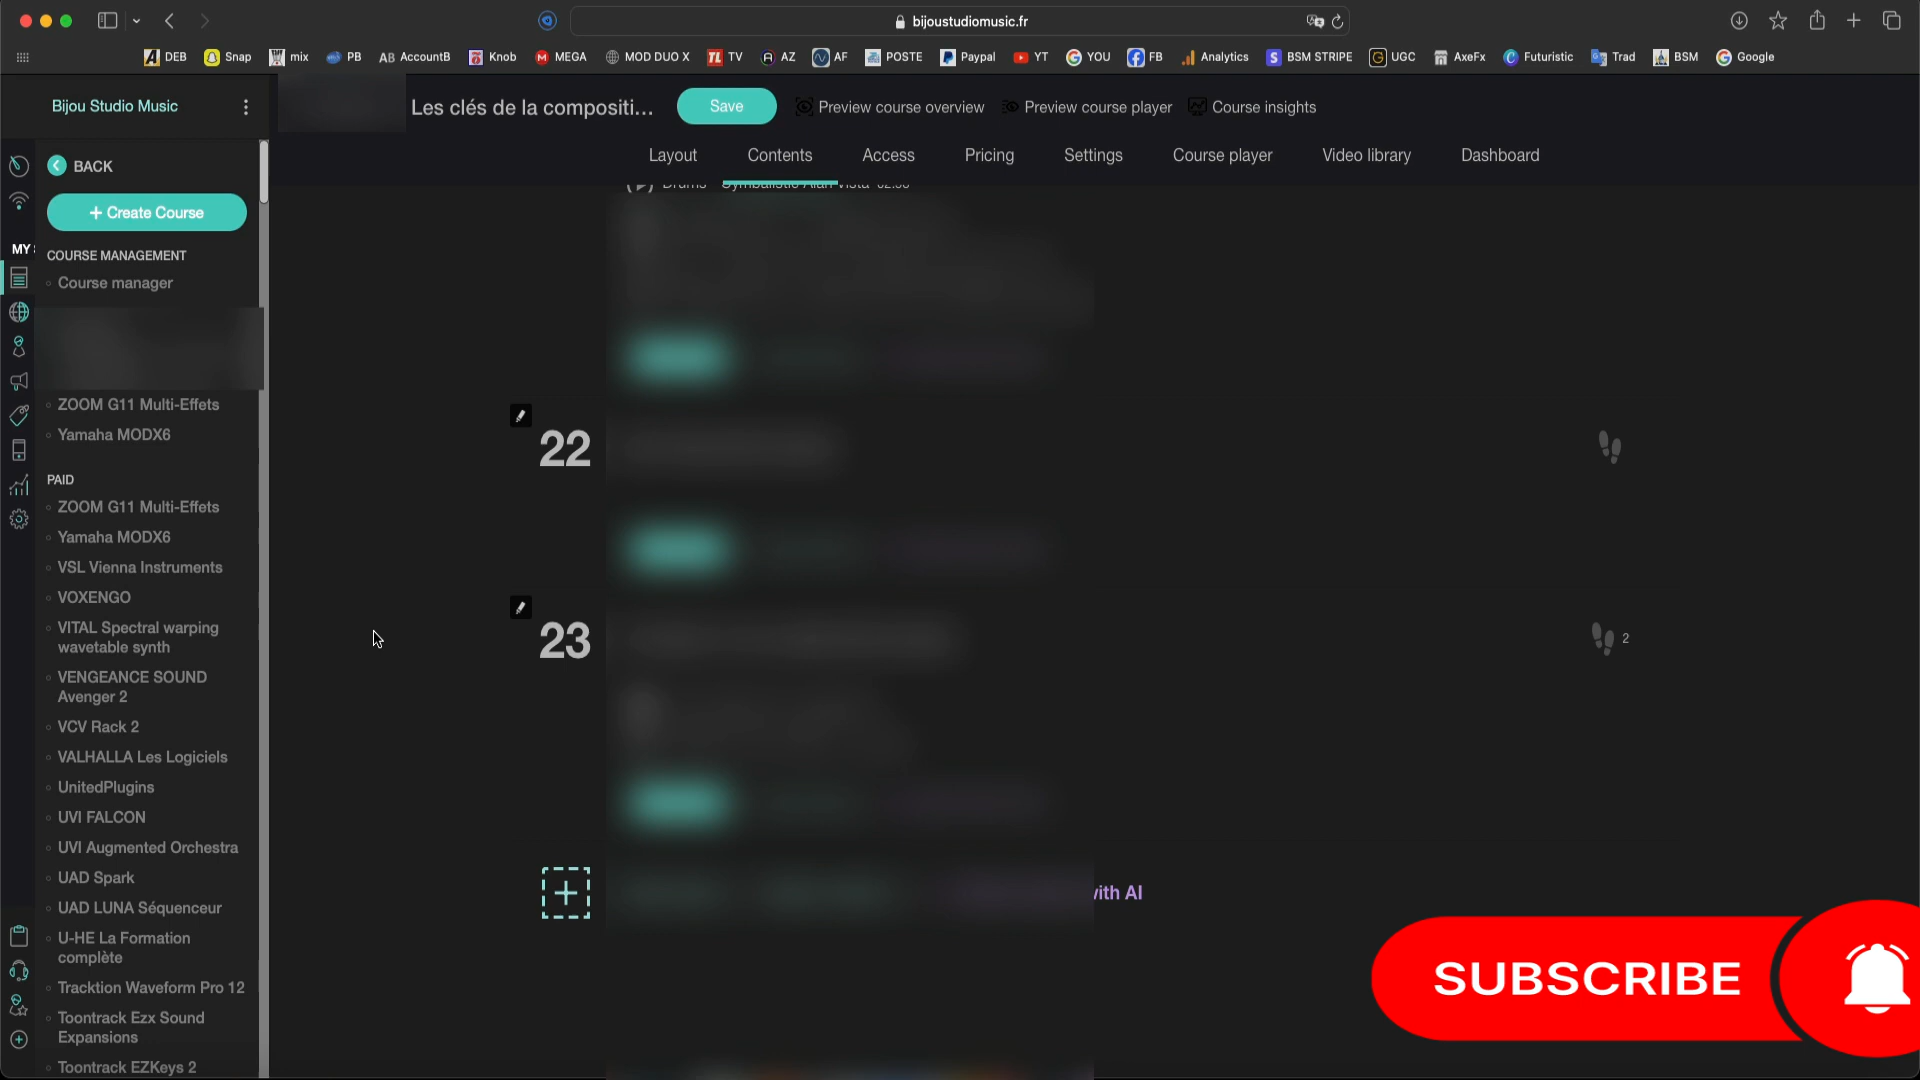 bijoustudiomusic.fr
DEB
Snap
mix
PB
AB AccountB
Knob
MEGA
MOD DUO X
TL TV
AZ
AF
POSTE
Paypal
YT
YOU
FB
Analytics
BSM STRIPE
UGC
AxeFx
Futuristic
Trad
BSM
Google
Bijou Studio Music
Les clés de la compositi...
Save
Preview course overview
Preview course player
Course insights
Layout
Contents
Access
Pricing
Settings
Course player
Video library
Dashboard
BACK
+ Create Course
MY
COURSE MANAGEMENT
Course manager
ZOOM G11 Multi-Effets
Yamaha MODX6
PAID
ZOOM G11 Multi-Effets
Yamaha MODX6
VSL Vienna Instruments
VOXENGO
VITAL Spectral warping
wavetable synth
VENGEANCE SOUND
Avenger 2
VCV Rack 2
VALHALLA Les Logiciels
UnitedPlugins
UVI FALCON
UVI Augmented Orchestra
UAD Spark
UAD LUNA Séquenceur
U-HE La Formation
complète
Tracktion Waveform Pro 12
Toontrack Ezx Sound
Expansions
Toontrack EZKeys 2
22
23
2
with AI
SUBSCRIBE